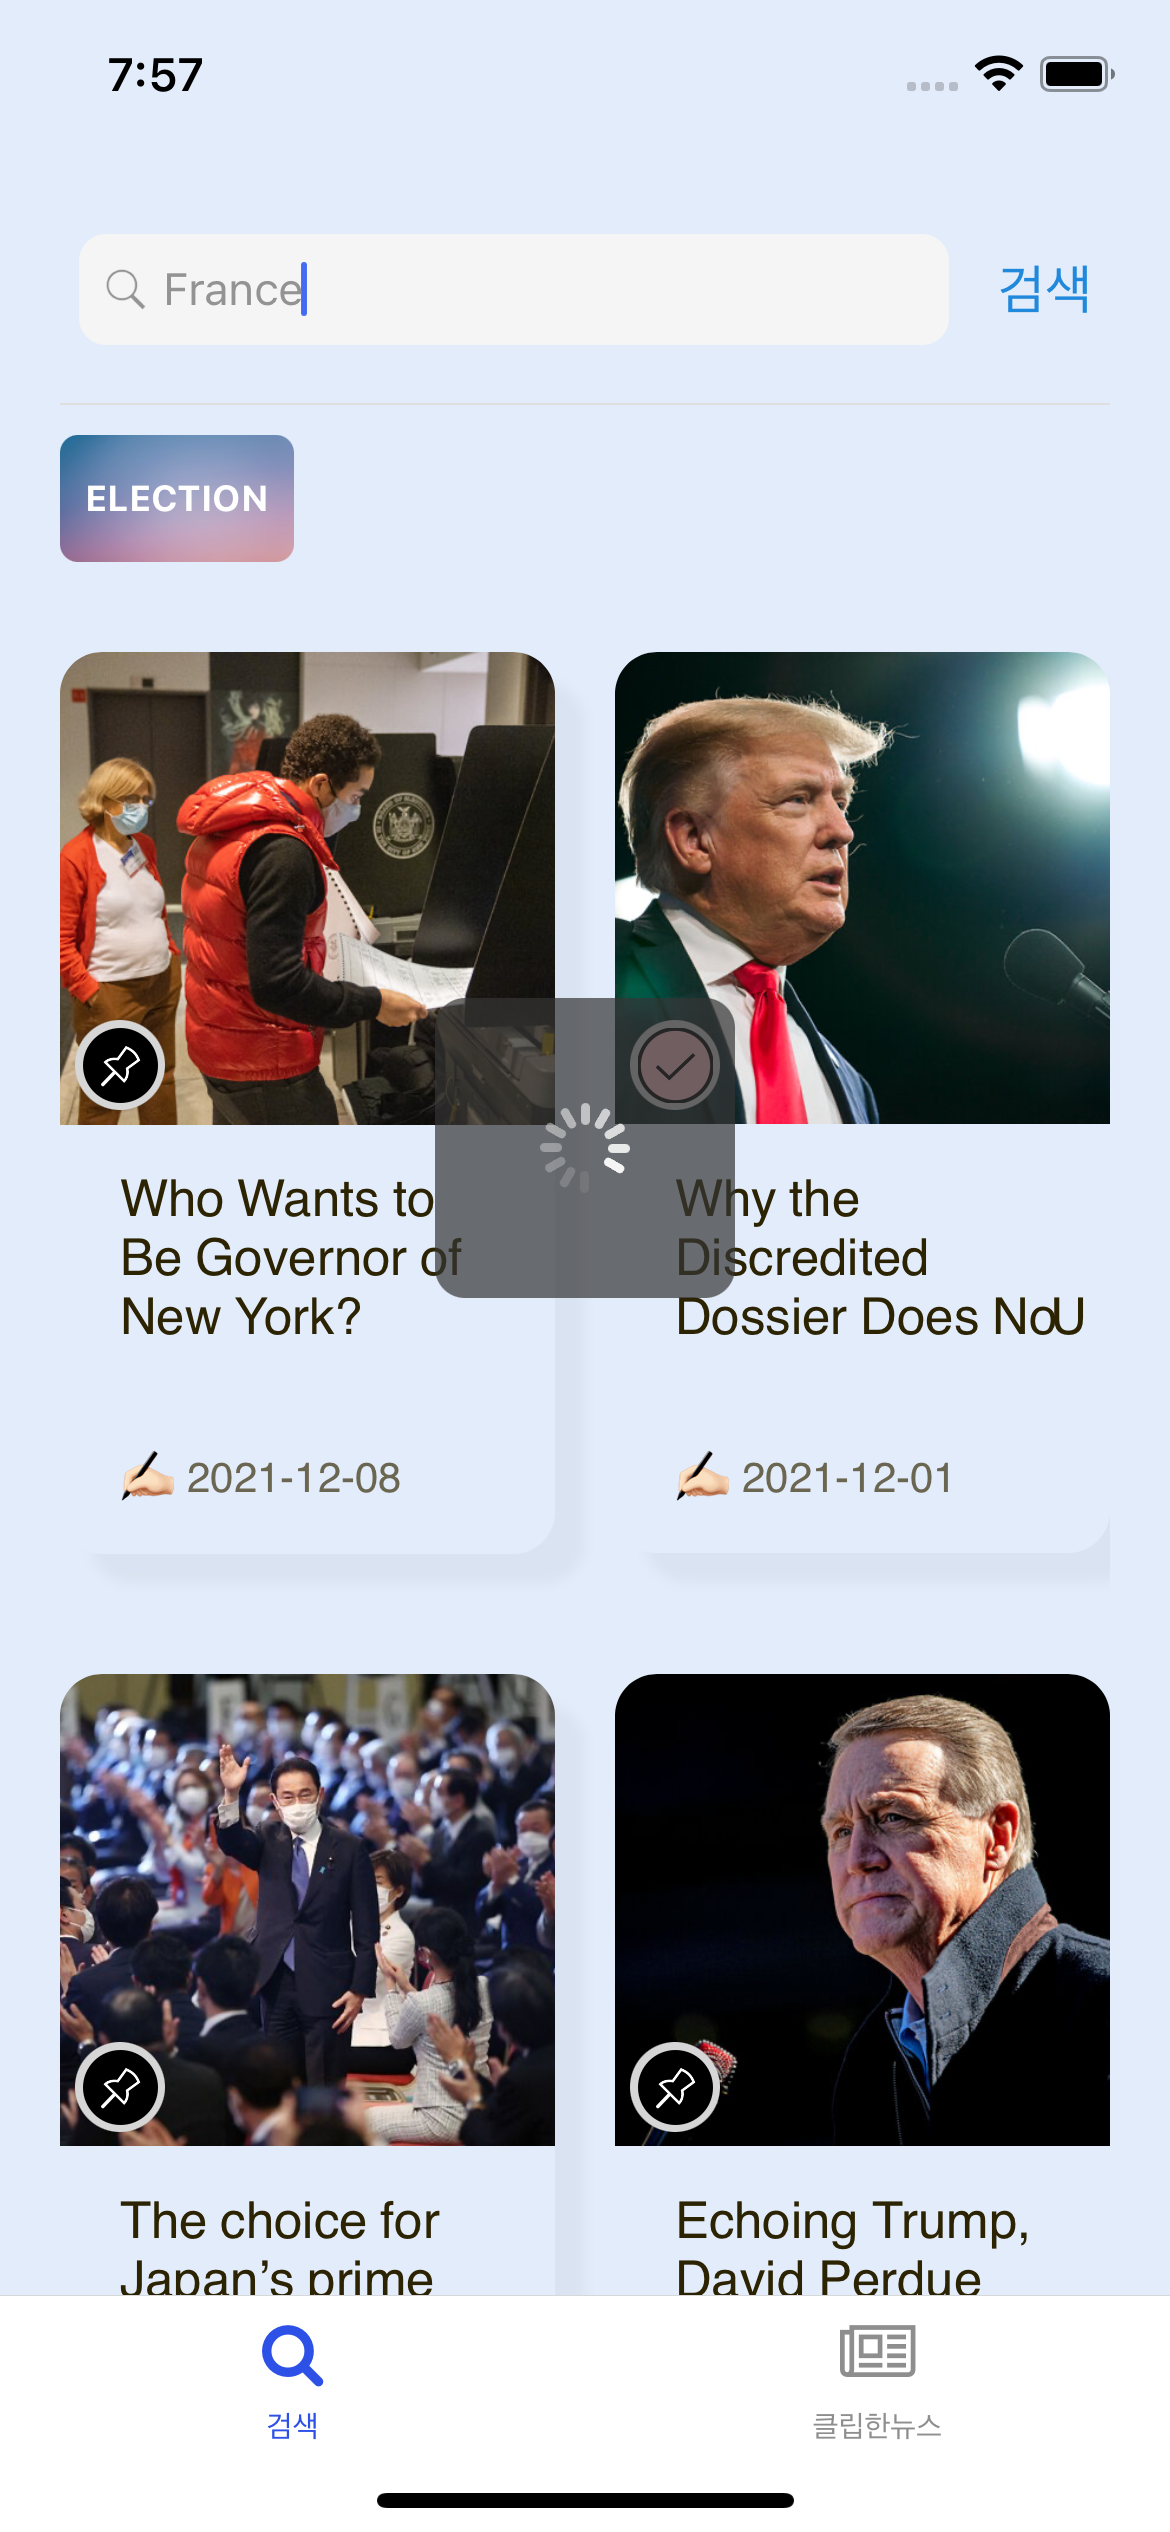 7:57
France
검색
ELECTION
Who Wants to
Be Governor of
New York?
2021-12-08
Why the
Discredited
Dossier Does NoU
2021-12-01
The choice for
Japan's prime
Echoing Trump,
David Perdue
검색
클립한뉴스